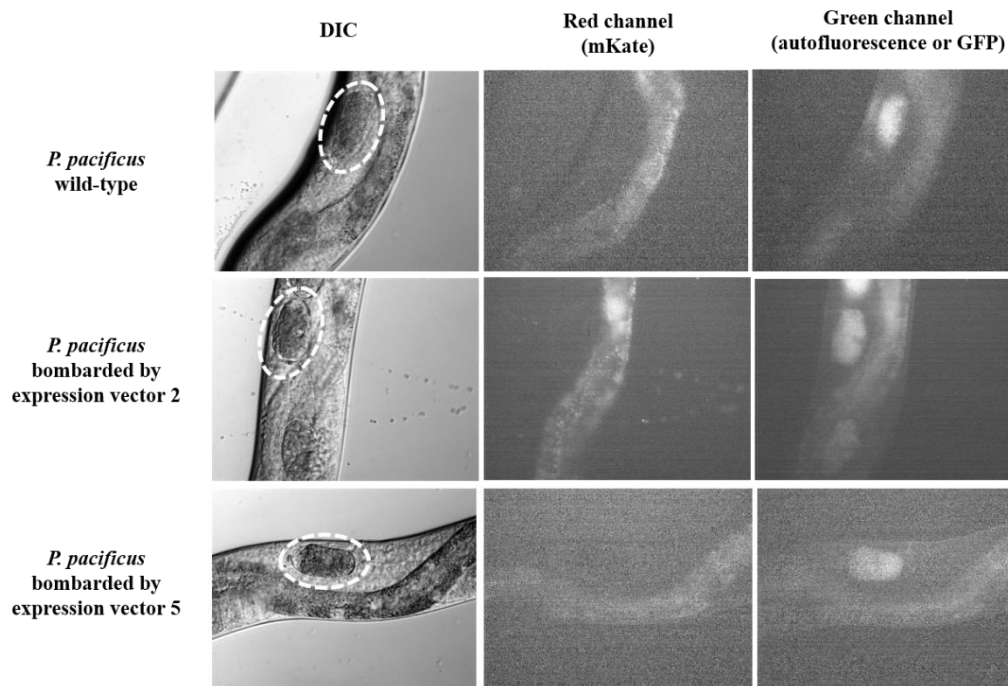 DIC
Red channel
(mKate)
Green channel
(autofluorescence or GFP)
P. pacificus
wild-type
P. pacificus
bombarded by
expression vector 2
P. pacificus
bombarded by
expression vector 5